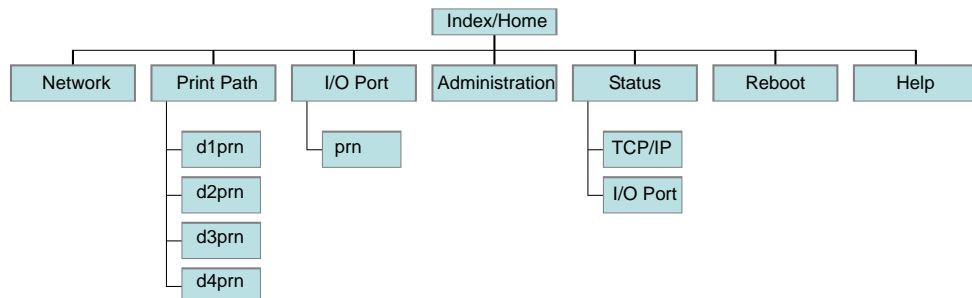 Index/Home
Network
Print Path
I/O Port
Administration
Status
Reboot
Help
d1prn
d2prn
d3prn
d4prn
prn
TCP/IP
I/O Port